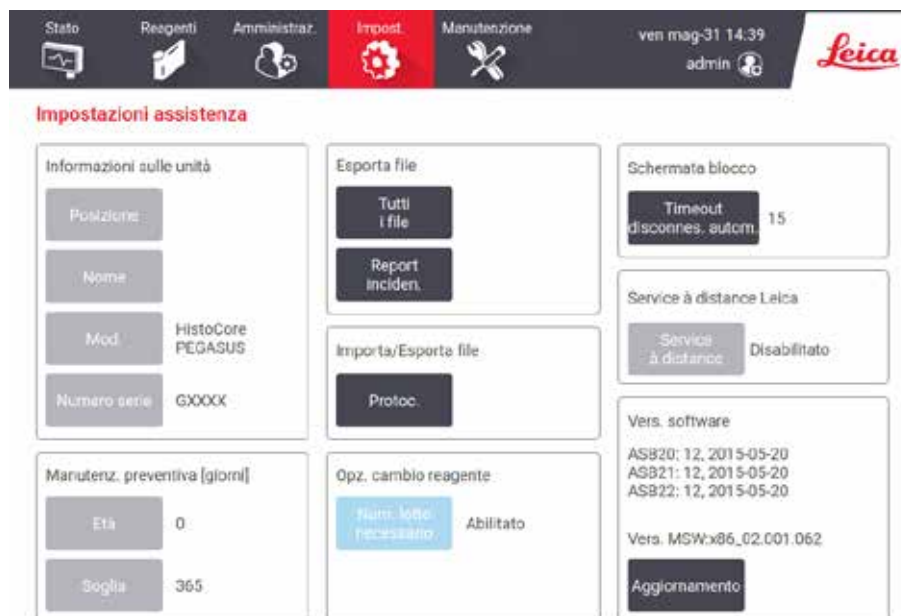 Stato
Reagenti
Amministraz.
Impost.
Manutenzione
ven mag-31 14:39
admin
Leica
Impostazioni assistenza
Informazioni sulle unità
Posizione
Nome
Mod.
HistoCore
PEGASUS
Numero serie
GXXXX
Manutenz. preventiva [giorni]
Età
0
Soglia
365
Esporta file
Tutti
i file
Report
inciden.
Importa/Esporta file
Protoc.
Opz. cambio reagente
Num. lotto
necessario
Abilitato
Schermata blocco
Timeout
disconnes. autom.
15
Service à distance Leica
Service
à distance
Disabilitato
Vers. software
ASB20: 12, 2015-05-20
ASB21: 12, 2015-05-20
ASB22: 12, 2015-05-20
Vers. MSW:x86_02.001.062
Aggiornamento